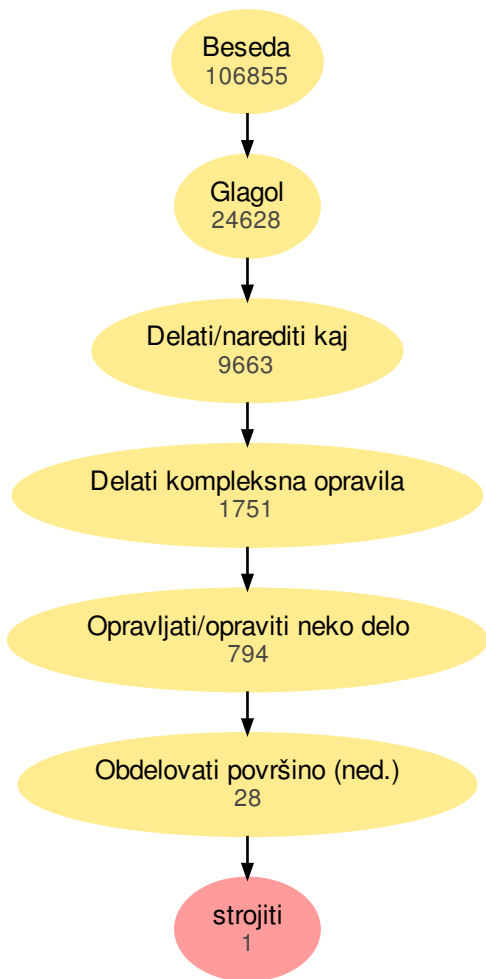 Beseda
106855
Glagol
24628
Delati/narediti kaj
9663
Delati kompleksna opravila
1751
Opravljati/opraviti neko delo
794
Obdelovati površino (ned.)
28
strojiti
1